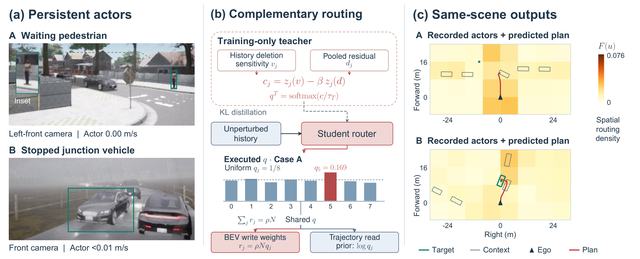 (a) Persistent actors
A Waiting pedestrian
Inset
Left-front camera | Actor 0.00 m/s
B Stopped junction vehicle
Front camera | Actor <0.01 m/s
(b) Complementary routing
Training-only teacher
History deletion
sensitivity vⱼ
Pooled residual
dⱼ
cⱼ = zⱼ(v) − β zⱼ(d)
qᵀ = softmax(c/τ_T)
KL distillation
Unperturbed
history
Student router
Executed q · Case A
Uniform qⱼ = 1/8
q₅ = 0.169
0 1 2 3 4 5 6 7
∑ⱼ rⱼ = ρN
Shared q
BEV write weights
rⱼ = ρNqⱼ
Trajectory read
prior: log qⱼ
(c) Same-scene outputs
A Recorded actors + predicted plan
Forward (m)
16
0
-24 0 24
F(u)
0.076
0
Spatial
routing
density
B Recorded actors + predicted plan
Forward (m)
16
0
-24 0 24
Right (m)
Target Context Ego Plan